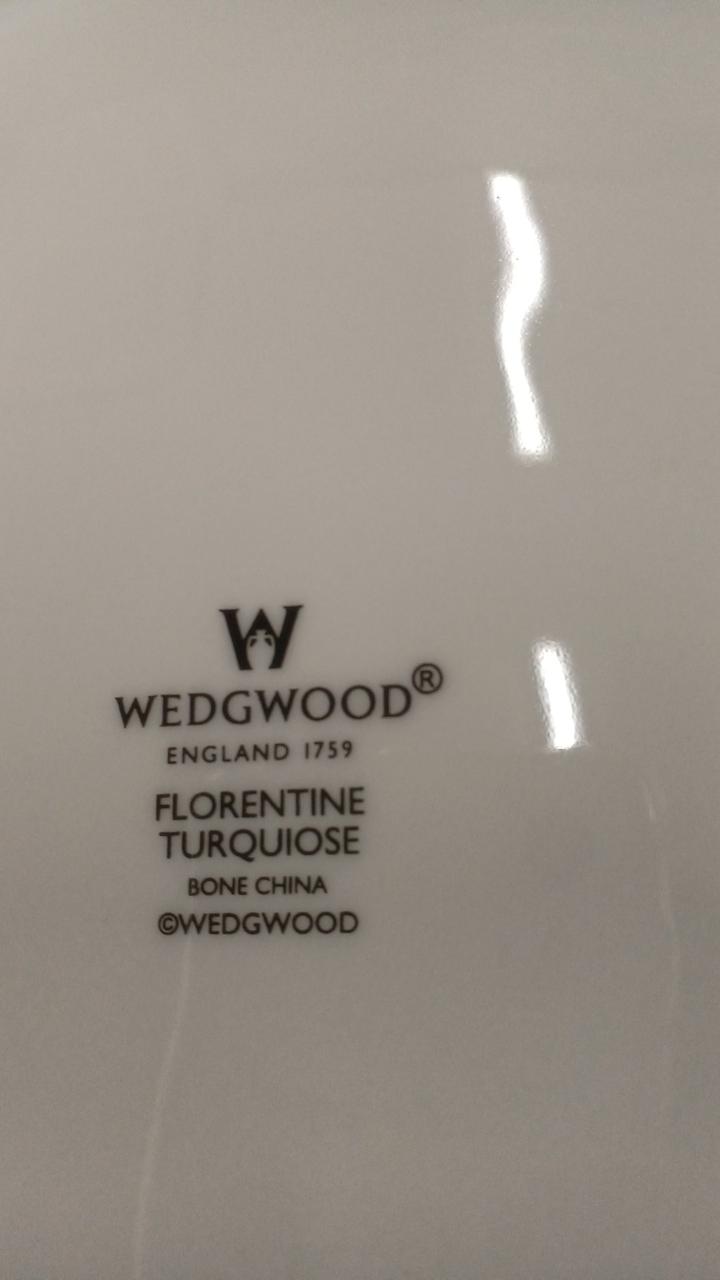 W
WEDGWOOD®
ENGLAND 1759
FLORENTINE
TURQUIOSE
BONE CHINA
©WEDGWOOD